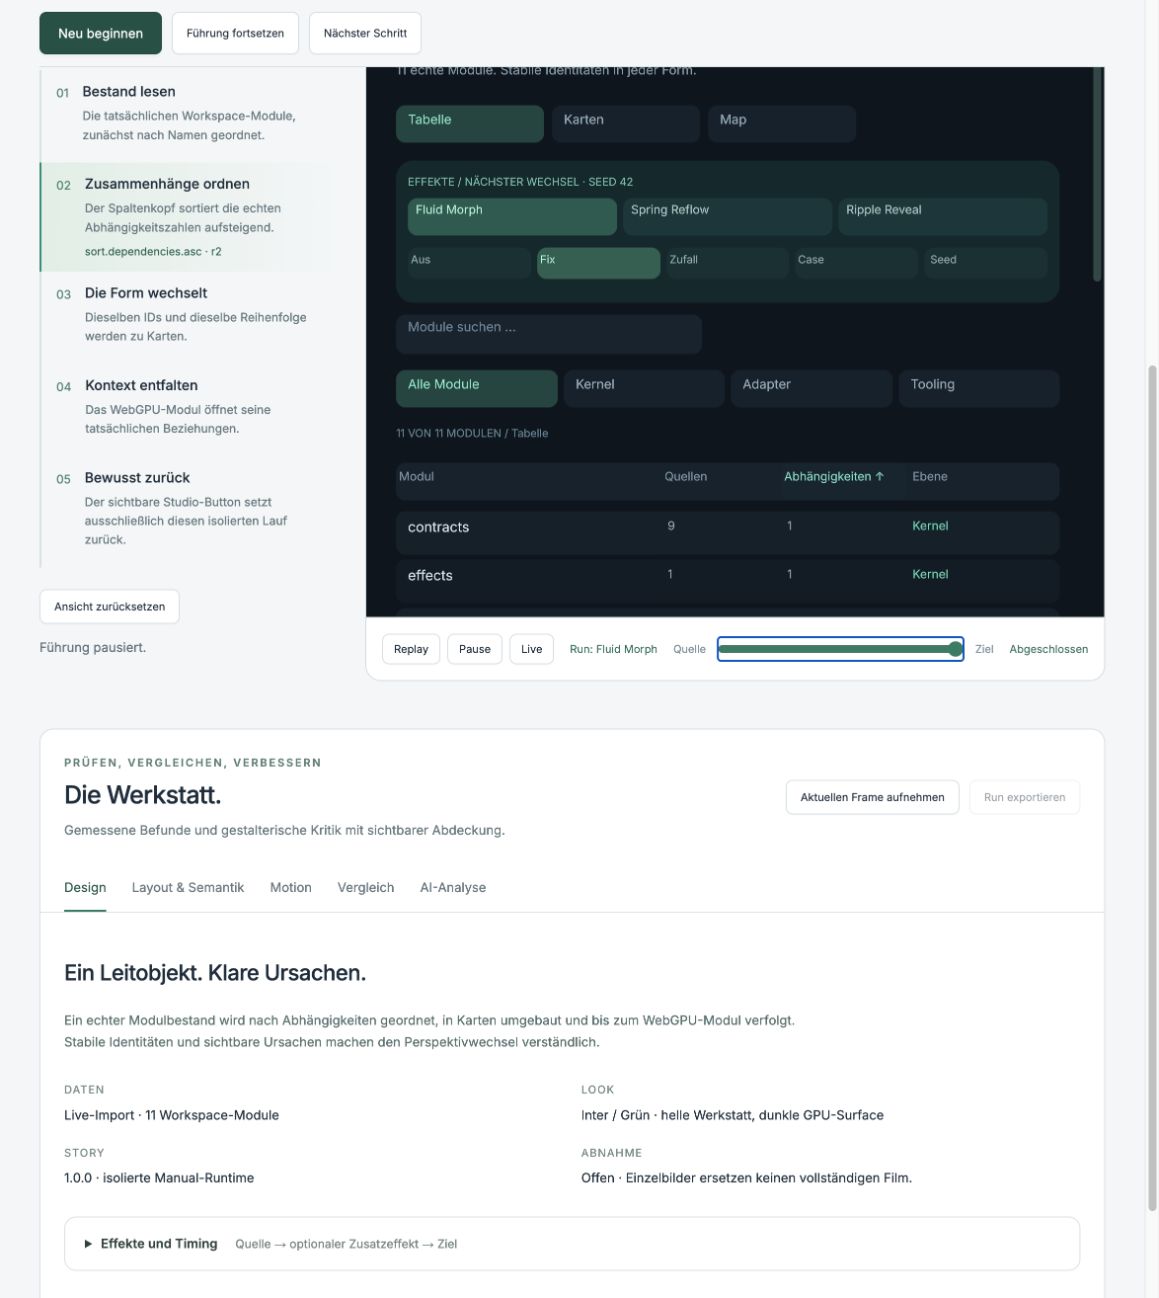 Neu beginnen
Führung fortsetzen
Nächster Schritt
01 Bestand lesen
Die tatsächlichen Workspace-Module,
zunächst nach Namen geordnet.
02 Zusammenhänge ordnen
Der Spaltenkopf sortiert die echten
Abhängigkeitszahlen aufsteigend.
sort.dependencies.asc · r2
03 Die Form wechselt
Dieselben IDs und dieselbe Reihenfolge
werden zu Karten.
04 Kontext entfalten
Das WebGPU-Modul öffnet seine
tatsächlichen Beziehungen.
05 Bewusst zurück
Der sichtbare Studio-Button setzt
ausschließlich diesen isolierten Lauf
zurück.
Ansicht zurücksetzen
Führung pausiert.
11 echte Module. Stabile Identitäten in jeder Form.
Tabelle Karten Map
EFFEKTE / NÄCHSTER WECHSEL · SEED 42
Fluid Morph Spring Reflow Ripple Reveal
Aus Fix Zufall Case Seed
Module suchen ...
Alle Module Kernel Adapter Tooling
11 VON 11 MODULEN / Tabelle
Modul Quellen Abhängigkeiten ↑ Ebene
contracts 9 1 Kernel
effects 1 1 Kernel
Replay Pause Live Run: Fluid Morph Quelle Ziel Abgeschlossen
PRÜFEN, VERGLEICHEN, VERBESSERN
Die Werkstatt.
Gemessene Befunde und gestalterische Kritik mit sichtbarer Abdeckung.
Aktuellen Frame aufnehmen
Run exportieren
Design Layout & Semantik Motion Vergleich AI-Analyse
Ein Leitobjekt. Klare Ursachen.
Ein echter Modulbestand wird nach Abhängigkeiten geordnet, in Karten umgebaut und bis zum WebGPU-Modul verfolgt.
Stabile Identitäten und sichtbare Ursachen machen den Perspektivwechsel verständlich.
DATEN
Live-Import · 11 Workspace-Module
LOOK
Inter / Grün · helle Werkstatt, dunkle GPU-Surface
STORY
1.0.0 · isolierte Manual-Runtime
ABNAHME
Offen · Einzelbilder ersetzen keinen vollständigen Film.
▶ Effekte und Timing Quelle → optionaler Zusatzeffekt → Ziel